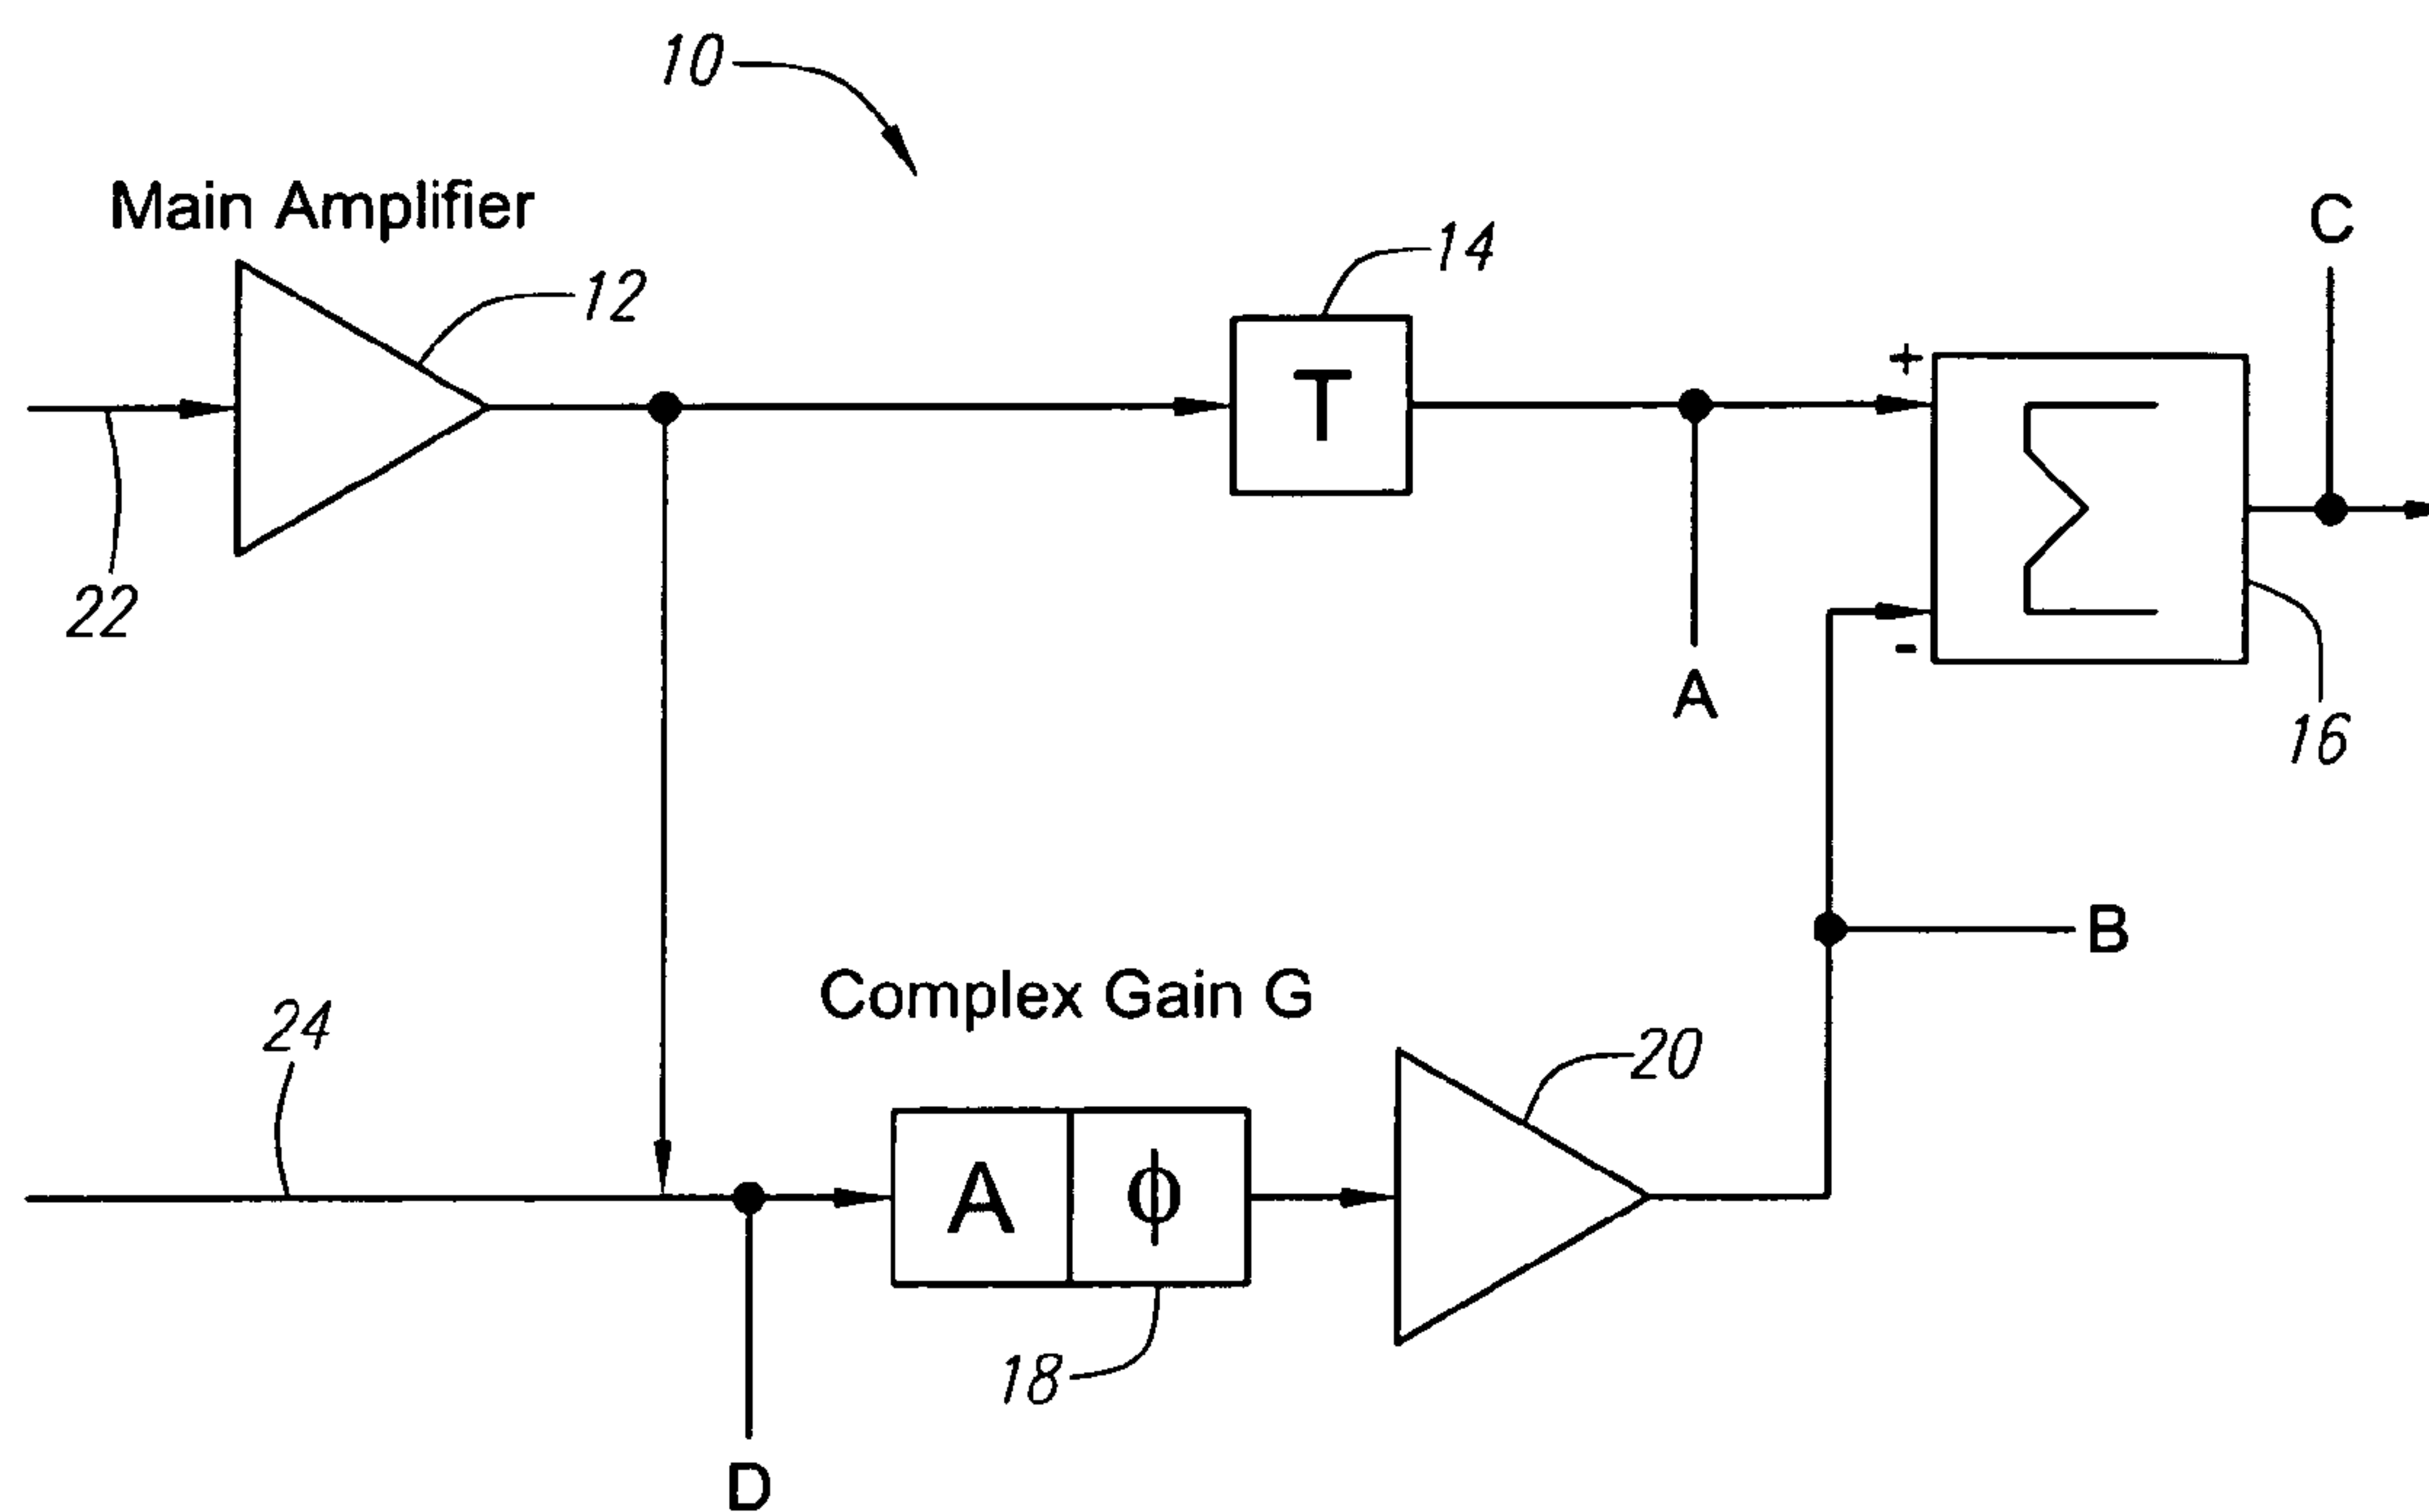 10
Main Amplifier
12
14
C
T
+
Σ
22
-
A
16
B
Complex Gain G
24
20
A ϕ
18
D